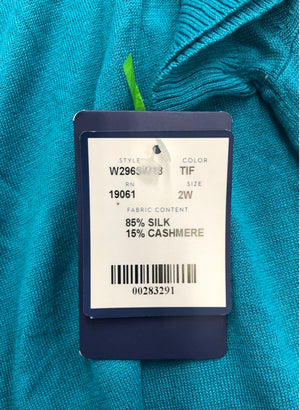 STYLE COLOR
TIF
RN SIZE
19061 2W
FABRIC CONTENT
85% SILK
15% CASHMERE
00283291